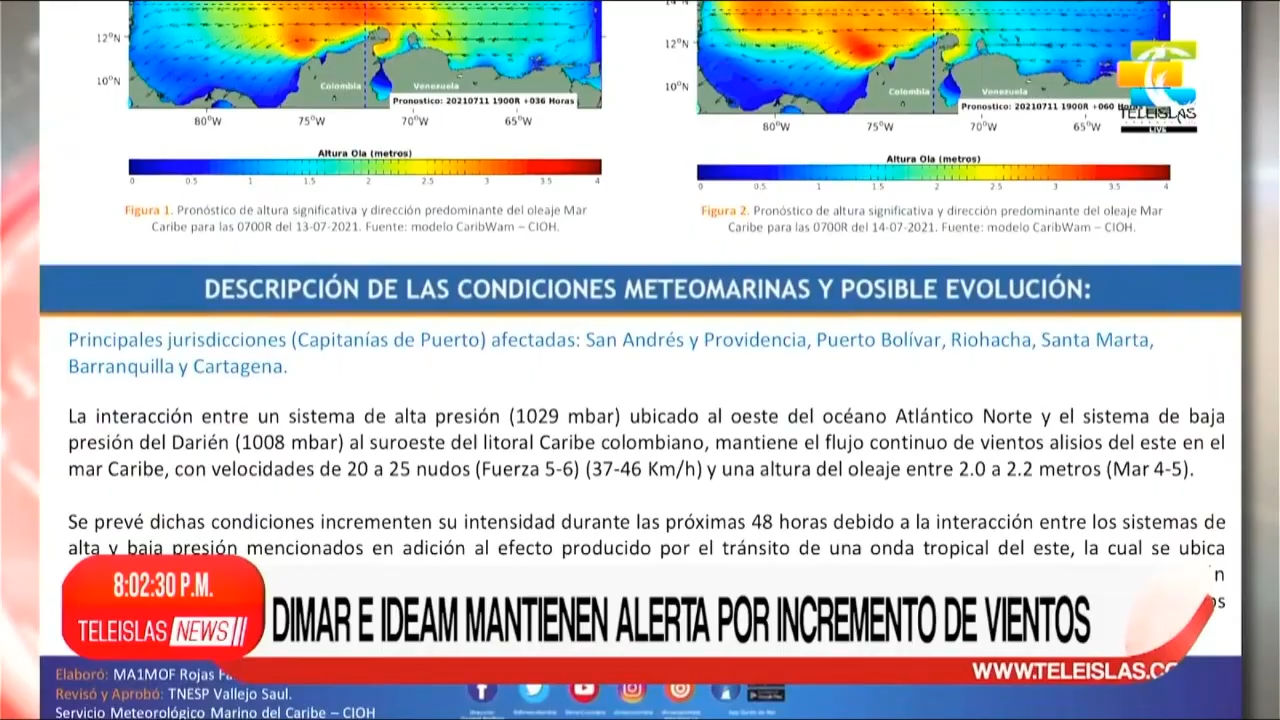 14°N
12°N
10°N
Colombia
Venezuela
Pronostico: 20210711 1900R +036 Horas
80°W
75°W
70°W
65°W
Altura Ola (metros)
0 0.5 1 1.5 2 2.5 3 3.5 4
Figura 1. Pronóstico de altura significativa y dirección predominante del oleaje Mar
Caribe para las 0700R del 13-07-2021. Fuente: modelo CaribWam – CIOH.
12°N
10°N
Colombia
Venezuela
Pronostico: 20210711 1900R +060
80°W
75°W
70°W
65°W
Altura Ola (metros)
0 0.5 1 1.5 2 2.5 3 3.5 4
Figura 2. Pronóstico de altura significativa y dirección predominante del oleaje Mar
Caribe para las 0700R del 14-07-2021. Fuente: modelo CaribWam – CIOH.
TELEISLAS
LIVE
DESCRIPCIÓN DE LAS CONDICIONES METEOMARINAS Y POSIBLE EVOLUCIÓN:
Principales jurisdicciones (Capitanías de Puerto) afectadas: San Andrés y Providencia, Puerto Bolívar, Riohacha, Santa Marta,
Barranquilla y Cartagena.
La interacción entre un sistema de alta presión (1029 mbar) ubicado al oeste del océano Atlántico Norte y el sistema de baja
presión del Darién (1008 mbar) al suroeste del litoral Caribe colombiano, mantiene el flujo continuo de vientos alisios del este en el
mar Caribe, con velocidades de 20 a 25 nudos (Fuerza 5-6) (37-46 Km/h) y una altura del oleaje entre 2.0 a 2.2 metros (Mar 4-5).
Se prevé dichas condiciones incrementen su intensidad durante las próximas 48 horas debido a la interacción entre los sistemas de
alta y baja presión mencionados en adición al efecto producido por el tránsito de una onda tropical del este, la cual se ubica
8:02:30 P.M.
TELEISLAS NEWS
DIMAR E IDEAM MANTIENEN ALERTA POR INCREMENTO DE VIENTOS
WWW.TELEISLAS.CO
Elaboró: MA1MOF Rojas
Revisó y Aprobó: TNESP Vallejo Saul.
Servicio Meteorológico Marino del Caribe – CIOH